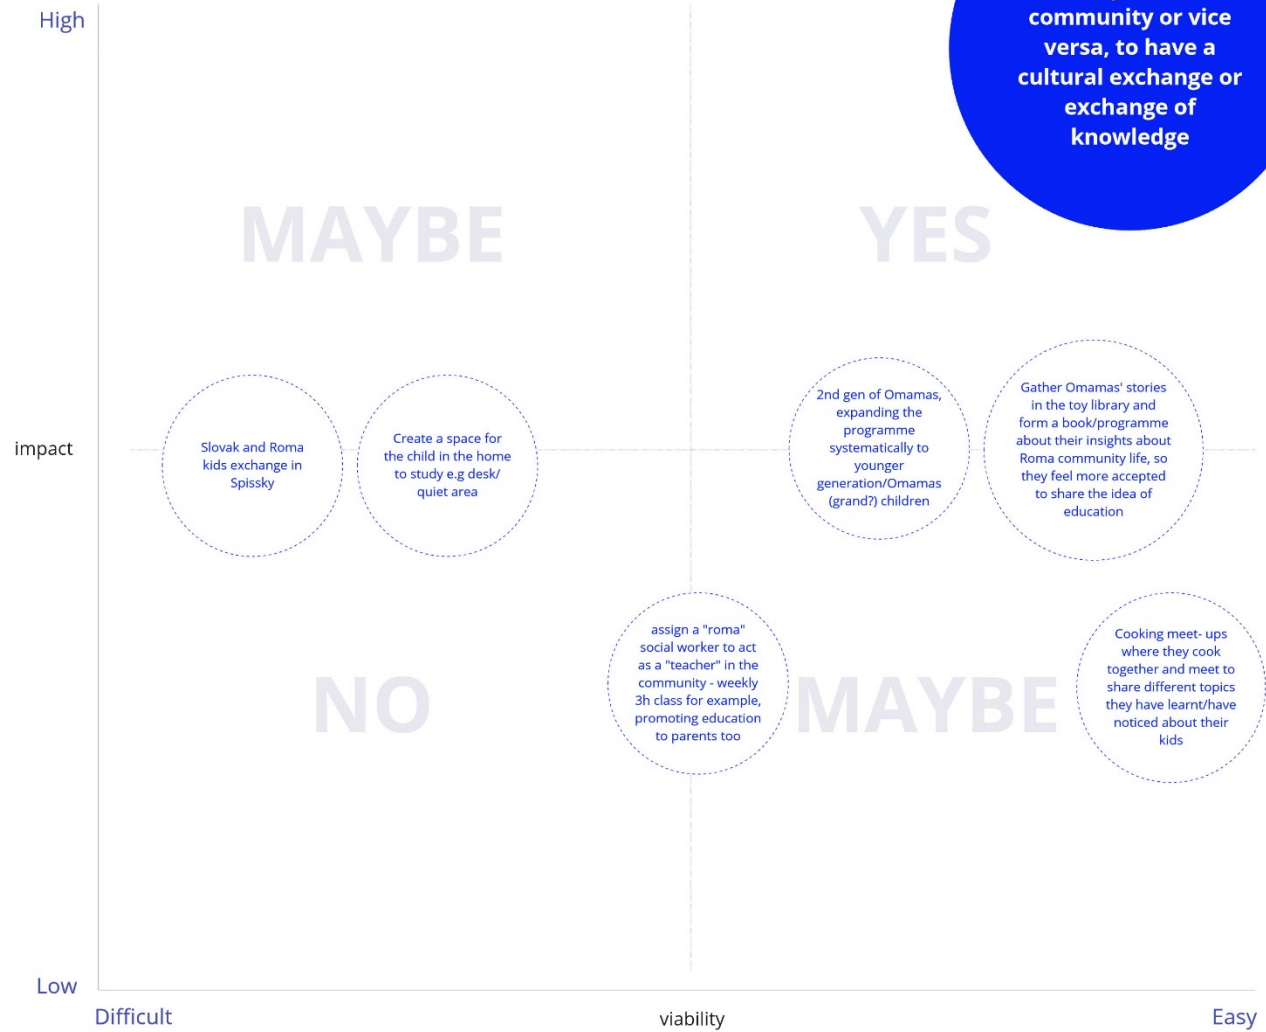 High
community or vice
versa, to have a
cultural exchange or
exchange of
knowledge
MAYBE
YES
impact
Slovak and Roma
kids exchange in
Spissky
Create a space for
the child in the home
to study e.g desk/
quiet area
2nd gen of Omamas,
expanding the
programme
systematically to
younger
generation/Omamas
(grand?) children
Gather Omamas' stories
in the toy library and
form a book/programme
about their insights about
Roma community life, so
they feel more accepted
to share the idea of
education
NO
assign a "roma"
social worker to act
as a "teacher" in the
community - weekly
3h class for example,
promoting education
to parents too
MAYBE
Cooking meet- ups
where they cook
together and meet to
share different topics
they have learnt/have
noticed about their
kids
Low
Difficult
viability
Easy